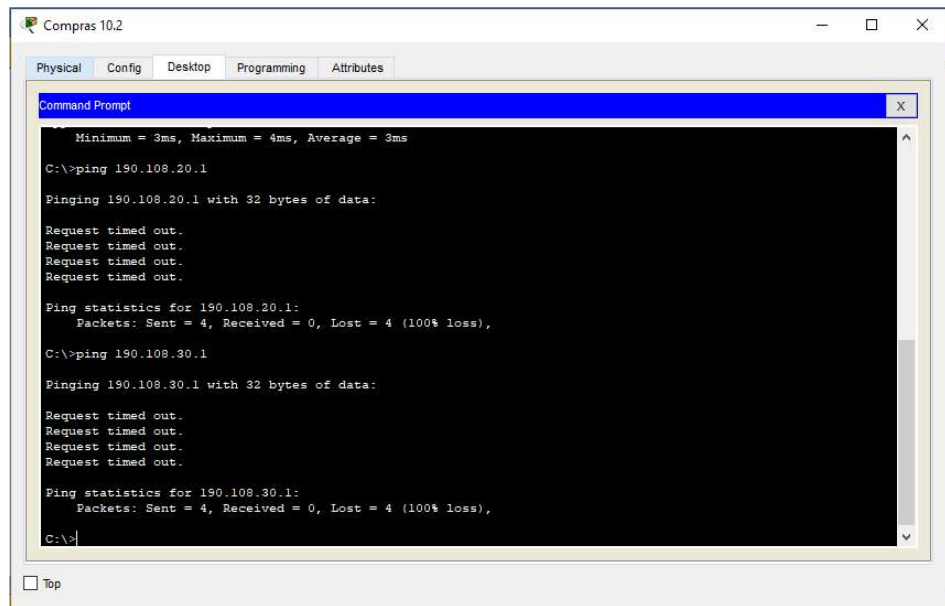 Compras 10.2
Physical Config Desktop Programming Attributes
Command Prompt
X
Minimum = 3ms, Maximum = 4ms, Average = 3ms
C:\>ping 190.108.20.1
Pinging 190.108.20.1 with 32 bytes of data:
Request timed out.
Request timed out.
Request timed out.
Request timed out.
Ping statistics for 190.108.20.1:
Packets: Sent = 4, Received = 0, Lost = 4 (100% loss),
C:\>ping 190.108.30.1
Pinging 190.108.30.1 with 32 bytes of data:
Request timed out.
Request timed out.
Request timed out.
Request timed out.
Ping statistics for 190.108.30.1:
Packets: Sent = 4, Received = 0, Lost = 4 (100% loss),
C:\>
Top